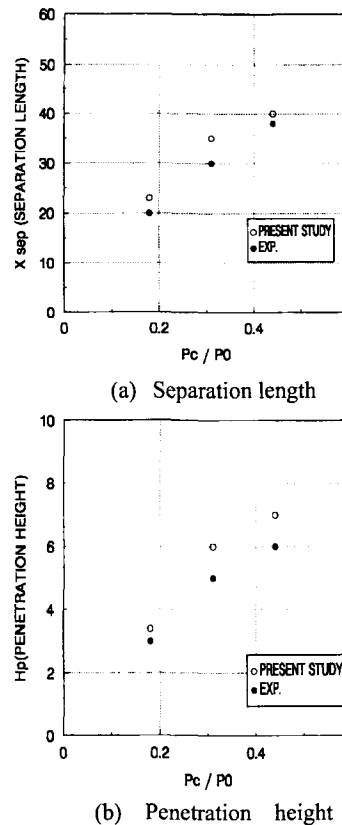 60
50
40
30
20
10
0
X sep (SEPARATION LENGTH)
○ PRESENT STUDY
● EXP.
0 0.2 0.4
Pc / P0
(a) Separation length
10
8
6
4
2
0
Hp(PENETRATION HEIGHT)
○ PRESENT STUDY
● EXP.
0 0.2 0.4
Pc / P0
(b) Penetration height